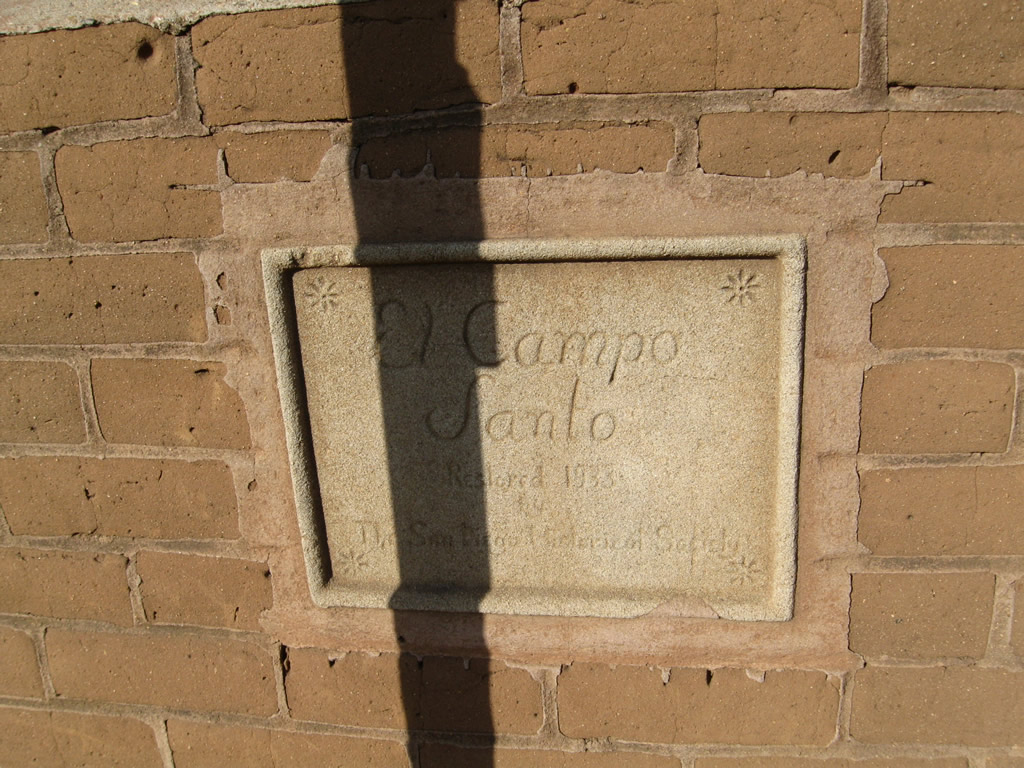 El Campo
Santo
Restored 1933
by
The San Diego Historical Society